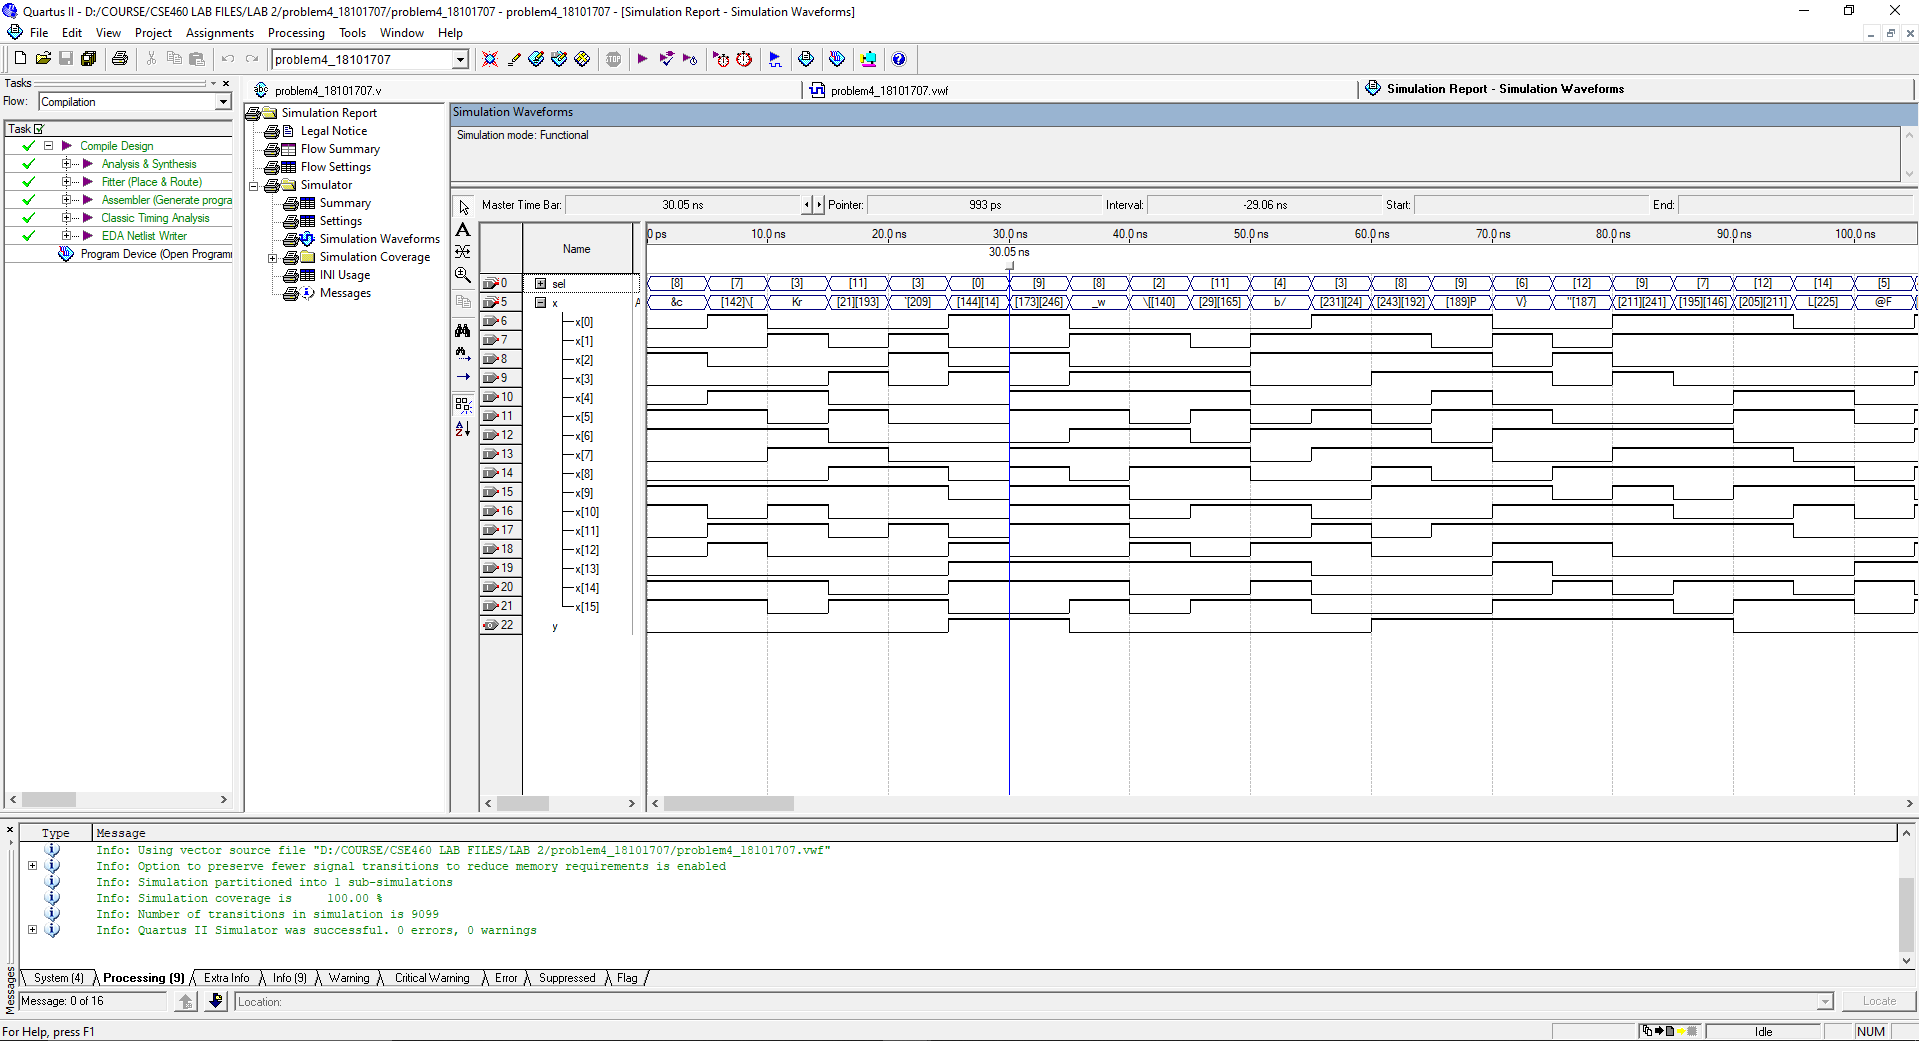 Quartus II - D:/COURSE/CSE460 LAB FILES/LAB 2/problem4_18101707/problem4_18101707 - problem4_18101707 - [Simulation Report - Simulation Waveforms]
File Edit View Project Assignments Processing Tools Window Help
problem4_18101707
Tasks
Flow: Compilation
Task
Compile Design
Analysis & Synthesis
Fitter (Place & Route)
Assembler (Generate progra
Classic Timing Analysis
EDA Netlist Writer
Program Device (Open Programm
problem4_18101707.v
problem4_18101707.vwf
Simulation Report - Simulation Waveforms
Simulation Report
Legal Notice
Flow Summary
Flow Settings
Simulator
Summary
Settings
Simulation Waveforms
Simulation Coverage
INI Usage
Messages
Simulation Waveforms
Simulation mode: Functional
Master Time Bar: 30.05 ns Pointer: 993 ps Interval: -29.06 ns Start: End:
Name
0 ps 10.0 ns 20.0 ns 30.0 ns 40.0 ns 50.0 ns 60.0 ns 70.0 ns 80.0 ns 90.0 ns 100.0 ns
30.05 ns
0 sel [8] [7] [3] [11] [3] [0] [9] [8] [2] [11] [4] [3] [8] [9] [6] [12] [9] [7] [12] [14] [5]
5 x A &c [142]\[ Kr [21][193] `[209] [144][14] [173][246] _w \[[140] [29][165] b/ [231][24] [243][192] [189]P V} "[187] [211][241] [195][146] [205][211] L[225] @F
6 x[0]
7 x[1]
8 x[2]
9 x[3]
10 x[4]
11 x[5]
12 x[6]
13 x[7]
14 x[8]
15 x[9]
16 x[10]
17 x[11]
18 x[12]
19 x[13]
20 x[14]
21 x[15]
22 y
Type Message
Info: Using vector source file "D:/COURSE/CSE460 LAB FILES/LAB 2/problem4_18101707/problem4_18101707.vwf"
Info: Option to preserve fewer signal transitions to reduce memory requirements is enabled
Info: Simulation partitioned into 1 sub-simulations
Info: Simulation coverage is 100.00 %
Info: Number of transitions in simulation is 9099
Info: Quartus II Simulator was successful. 0 errors, 0 warnings
System (4) Processing (9) Extra Info Info (9) Warning Critical Warning Error Suppressed Flag
Messages
Message: 0 of 16 Location: Locate
For Help, press F1 Idle NUM